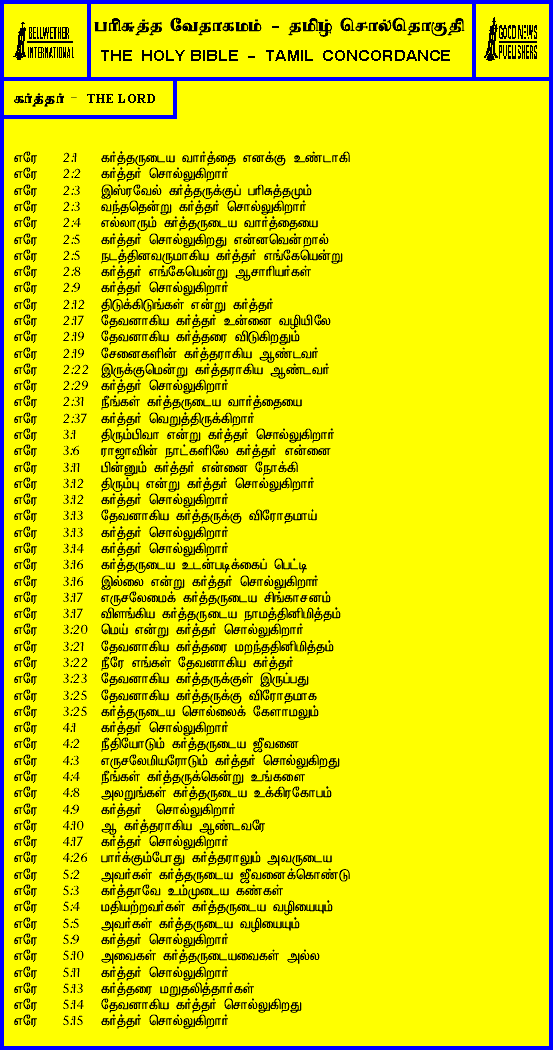 BELLWETHER
INTERNATIONAL
பரிசுத்த வேதாகமம் - தமிழ் சொல்தொகுதி
THE HOLY BIBLE - TAMIL CONCORDANCE
GOOD NEWS
PUBLISHERS
கர்த்தர் - THE LORD
எரே 2:1 கர்த்தருடைய வார்த்தை எனக்கு உண்டாகி
எரே 2:2 கர்த்தர் சொல்லுகிறார்
எரே 2:3 இஸ்ரவேல் கர்த்தருக்குப் பரிசுத்தமும்
எரே 2:3 வந்ததென்று கர்த்தர் சொல்லுகிறார்
எரே 2:4 எல்லாரும் கர்த்தருடைய வார்த்தையை
எரே 2:5 கர்த்தர் சொல்லுகிறது என்னவென்றால்
எரே 2:5 நடத்தினவருமாகிய கர்த்தர் எங்கேயென்று
எரே 2:8 கர்த்தர் எங்கேயென்று ஆசாரியர்கள்
எரே 2:9 கர்த்தர் சொல்லுகிறார்
எரே 2:12 திடுக்கிடுங்கள் என்று கர்த்தர்
எரே 2:17 தேவனாகிய கர்த்தர் உன்னை வழியிலே
எரே 2:19 தேவனாகிய கர்த்தரை விடுகிறதும்
எரே 2:19 சேனைகளின் கர்த்தராகிய ஆண்டவர்
எரே 2:22 இருக்குமென்று கர்த்தராகிய ஆண்டவர்
எரே 2:29 கர்த்தர் சொல்லுகிறார்
எரே 2:31 நீங்கள் கர்த்தருடைய வார்த்தையை
எரே 2:37 கர்த்தர் வெறுத்திருக்கிறார்
எரே 3:1 திரும்பிவா என்று கர்த்தர் சொல்லுகிறார்
எரே 3:6 ராஜாவின் நாட்களிலே கர்த்தர் என்னை
எரே 3:11 பின்னும் கர்த்தர் என்னை நோக்கி
எரே 3:12 திரும்பு என்று கர்த்தர் சொல்லுகிறார்
எரே 3:12 கர்த்தர் சொல்லுகிறார்
எரே 3:13 தேவனாகிய கர்த்தருக்கு விரோதமாய்
எரே 3:13 கர்த்தர் சொல்லுகிறார்
எரே 3:14 கர்த்தர் சொல்லுகிறார்
எரே 3:16 கர்த்தருடைய உடன்படிக்கைப் பெட்டி
எரே 3:16 இல்லை என்று கர்த்தர் சொல்லுகிறார்
எரே 3:17 எருசலேமைக் கர்த்தருடைய சிங்காசனம்
எரே 3:17 விளங்கிய கர்த்தருடைய நாமத்தினிமித்தம்
எரே 3:20 மெய் என்று கர்த்தர் சொல்லுகிறார்
எரே 3:21 தேவனாகிய கர்த்தரை மறந்ததினிமித்தம்
எரே 3:22 நீரே எங்கள் தேவனாகிய கர்த்தர்
எரே 3:23 தேவனாகிய கர்த்தருக்குள் இருப்பது
எரே 3:25 தேவனாகிய கர்த்தருக்கு விரோதமாக
எரே 3:25 கர்த்தருடைய சொல்லைக் கேளாமலும்
எரே 4:1 கர்த்தர் சொல்லுகிறார்
எரே 4:2 நீதியோடும் கர்த்தருடைய ஜீவனை
எரே 4:3 எருசலேமியரோடும் கர்த்தர் சொல்லுகிறது
எரே 4:4 நீங்கள் கர்த்தருக்கென்று உங்களை
எரே 4:8 அலறுங்கள் கர்த்தருடைய உக்கிரகோபம்
எரே 4:9 கர்த்தர் சொல்லுகிறார்
எரே 4:10 ஆ கர்த்தராகிய ஆண்டவரே
எரே 4:17 கர்த்தர் சொல்லுகிறார்
எரே 4:26 பார்க்கும்போது கர்த்தராலும் அவருடைய
எரே 5:2 அவர்கள் கர்த்தருடைய ஜீவனைக்கொண்டு
எரே 5:3 கர்த்தாவே உம்முடைய கண்கள்
எரே 5:4 மதியற்றவர்கள் கர்த்தருடைய வழியையும்
எரே 5:5 அவர்கள் கர்த்தருடைய வழியையும்
எரே 5:9 கர்த்தர் சொல்லுகிறார்
எரே 5:10 அவைகள் கர்த்தருடையவைகள் அல்ல
எரே 5:11 கர்த்தர் சொல்லுகிறார்
எரே 5:13 கர்த்தரை மறுதலித்தார்கள்
எரே 5:14 தேவனாகிய கர்த்தர் சொல்லுகிறது
எரே 5:15 கர்த்தர் சொல்லுகிறார்